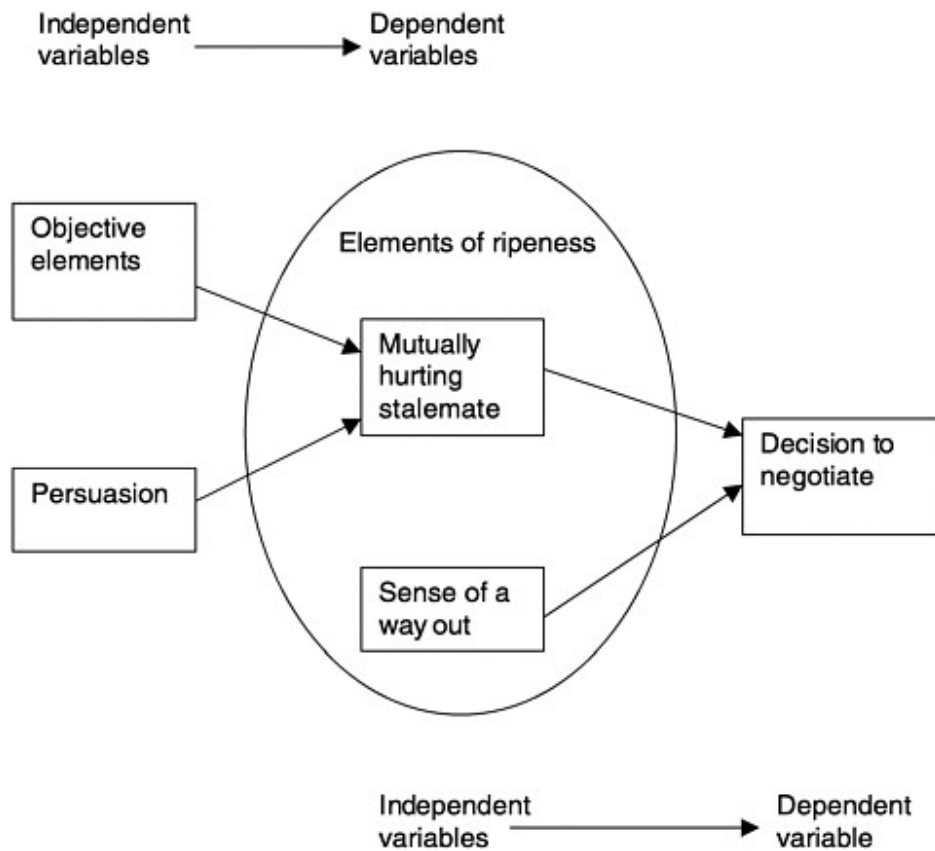 Independent
variables
Dependent
variables
Elements of ripeness
Objective
elements
Mutually
hurting
stalemate
Persuasion
Decision to
negotiate
Sense of a
way out
Independent
variables
Dependent
variable